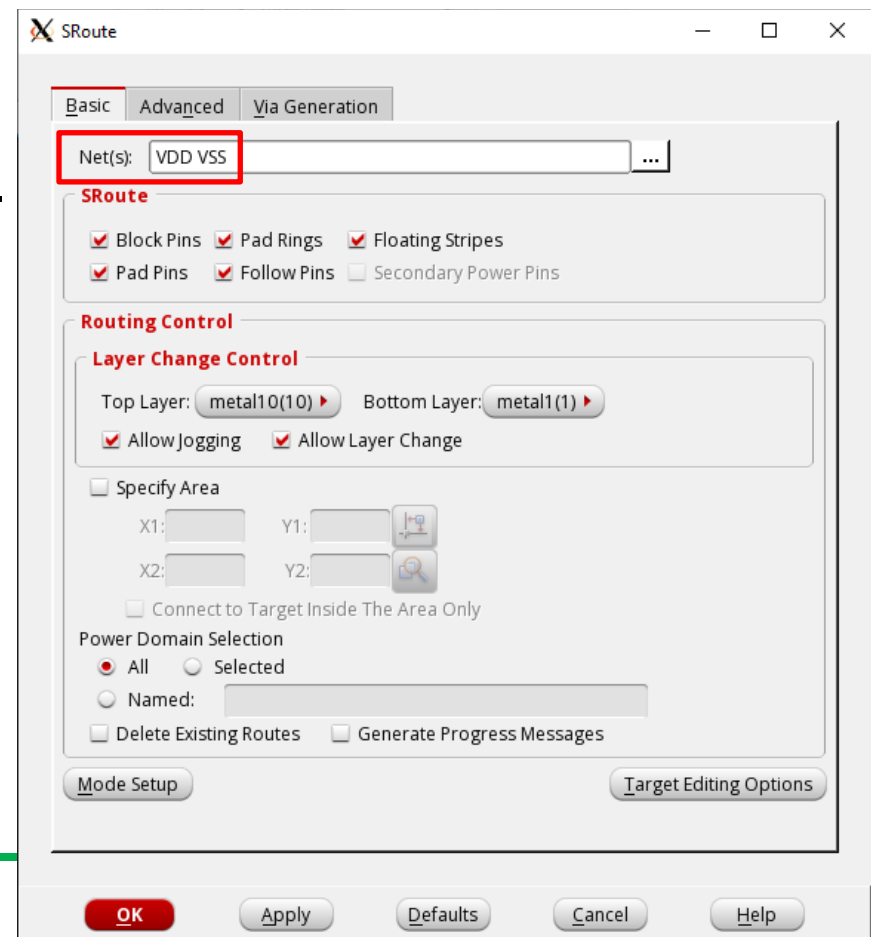 SRoute
Basic Advanced Via Generation
Net(s): VDD VSS ...
SRoute
Block Pins Pad Rings Floating Stripes
Pad Pins Follow Pins Secondary Power Pins
Routing Control
Layer Change Control
Top Layer: metal10(10) Bottom Layer: metal1(1)
Allow Jogging Allow Layer Change
Specify Area
X1: Y1:
X2: Y2:
Connect to Target Inside The Area Only
Power Domain Selection
All Selected
Named:
Delete Existing Routes Generate Progress Messages
Mode Setup Target Editing Options
OK Apply Defaults Cancel Help